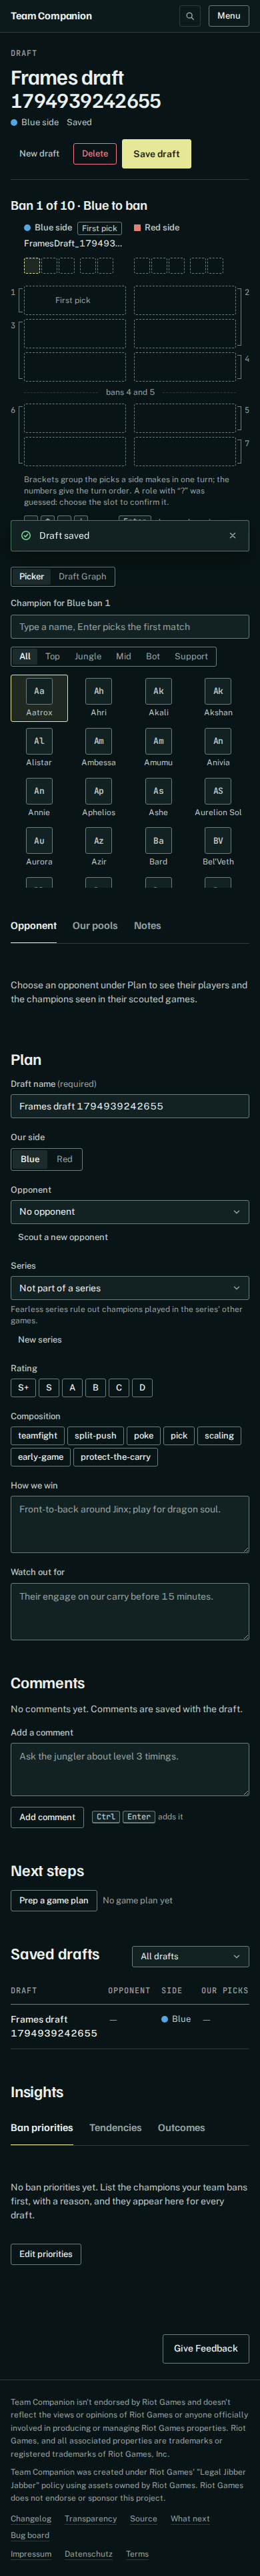 Team Companion
Menu
DRAFT
Frames draft
1794939242655
Blue side Saved
New draft Delete Save draft
Ban 1 of 10 · Blue to ban
Blue side First pick Red side
FramesDraft_179493...
1 First pick 2
3
4
bans 4 and 5
6 5
7
Brackets group the picks a side makes in one turn; the
numbers give the turn order. A role with "?" was
guessed: choose the slot to confirm it.
Draft saved
Picker Draft Graph
Champion for Blue ban 1
Type a name, Enter picks the first match
All Top Jungle Mid Bot Support
Aa Ah Ak Ak
Aatrox Ahri Akali Akshan
Al Am Am An
Alistar Ambessa Amumu Anivia
An Ap As AS
Annie Aphelios Ashe Aurelion Sol
Au Az Ba BV
Aurora Azir Bard Bel'Veth
Opponent Our pools Notes
Choose an opponent under Plan to see their players and
the champions seen in their scouted games.
Plan
Draft name (required)
Frames draft 1794939242655
Our side
Blue Red
Opponent
No opponent
Scout a new opponent
Series
Not part of a series
Fearless series rule out champions played in the series' other
games.
New series
Rating
S+ S A B C D
Composition
teamfight split-push poke pick scaling
early-game protect-the-carry
How we win
Front-to-back around Jinx; play for dragon soul.
Watch out for
Their engage on our carry before 15 minutes.
Comments
No comments yet. Comments are saved with the draft.
Add a comment
Ask the jungler about level 3 timings.
Add comment Ctrl Enter adds it
Next steps
Prep a game plan No game plan yet
Saved drafts All drafts
DRAFT OPPONENT SIDE OUR PICKS
Frames draft — Blue —
1794939242655
Insights
Ban priorities Tendencies Outcomes
No ban priorities yet. List the champions your team bans
first, with a reason, and they appear here for every
draft.
Edit priorities
Give Feedback
Team Companion isn't endorsed by Riot Games and doesn't
reflect the views or opinions of Riot Games or anyone officially
involved in producing or managing Riot Games properties. Riot
Games, and all associated properties are trademarks or
registered trademarks of Riot Games, Inc.
Team Companion was created under Riot Games' "Legal Jibber
Jabber" policy using assets owned by Riot Games. Riot Games
does not endorse or sponsor this project.
Changelog Transparency Source What next
Bug board
Impressum Datenschutz Terms